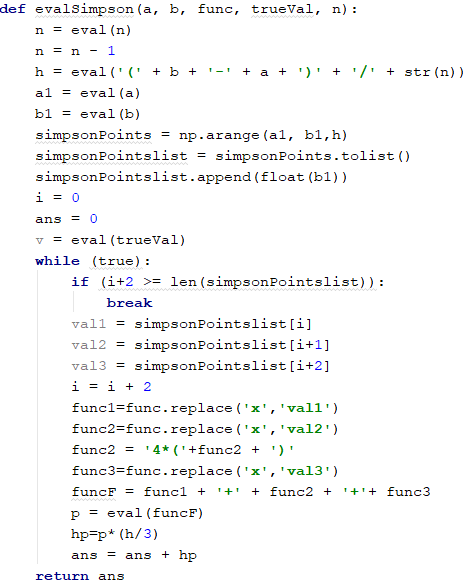 def evalSimpson(a, b, func, trueVal, n):
    n = eval(n)
    n = n - 1
    h = eval('(' + b + '-' + a + ')' + '/' + str(n))
    a1 = eval(a)
    b1 = eval(b)
    simpsonPoints = np.arange(a1, b1,h)
    simpsonPointslist = simpsonPoints.tolist()
    simpsonPointslist.append(float(b1))
    i = 0
    ans = 0
    v = eval(trueVal)
    while (true):
        if (i+2 >= len(simpsonPointslist)):
            break
        val1 = simpsonPointslist[i]
        val2 = simpsonPointslist[i+1]
        val3 = simpsonPointslist[i+2]
        i = i + 2
        func1=func.replace('x','val1')
        func2=func.replace('x','val2')
        func2 = '4*('+func2 + ')'
        func3=func.replace('x','val3')
        funcF = func1 + '+' + func2 + '+'+ func3
        p = eval(funcF)
        hp=p*(h/3)
        ans = ans + hp
    return ans